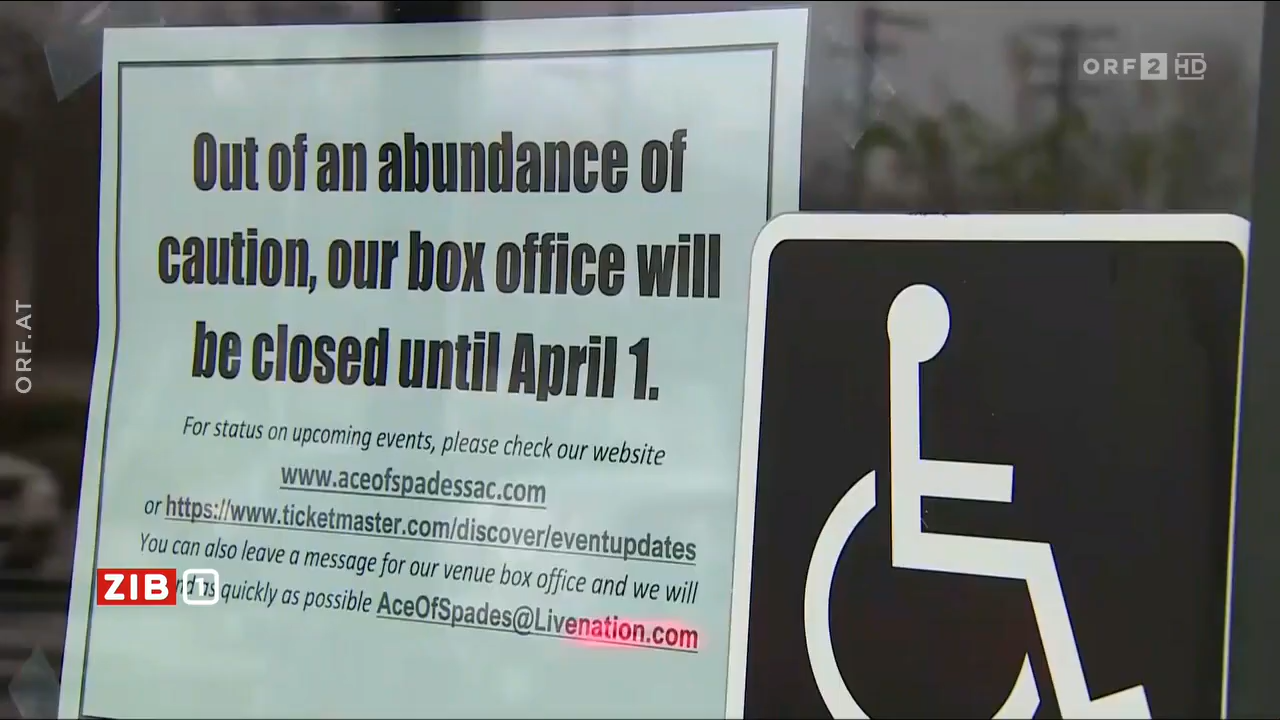 ORF 2 HD
Out of an abundance of
caution, our box office will
be closed until April 1.
For status on upcoming events, please check our website
www.aceofspadessac.com
or https://www.ticketmaster.com/discover/eventupdates
You can also leave a message for our venue box office and we will
as quickly as possible AceOfSpades@Livenation.com
ZIB 1
ORF.AT